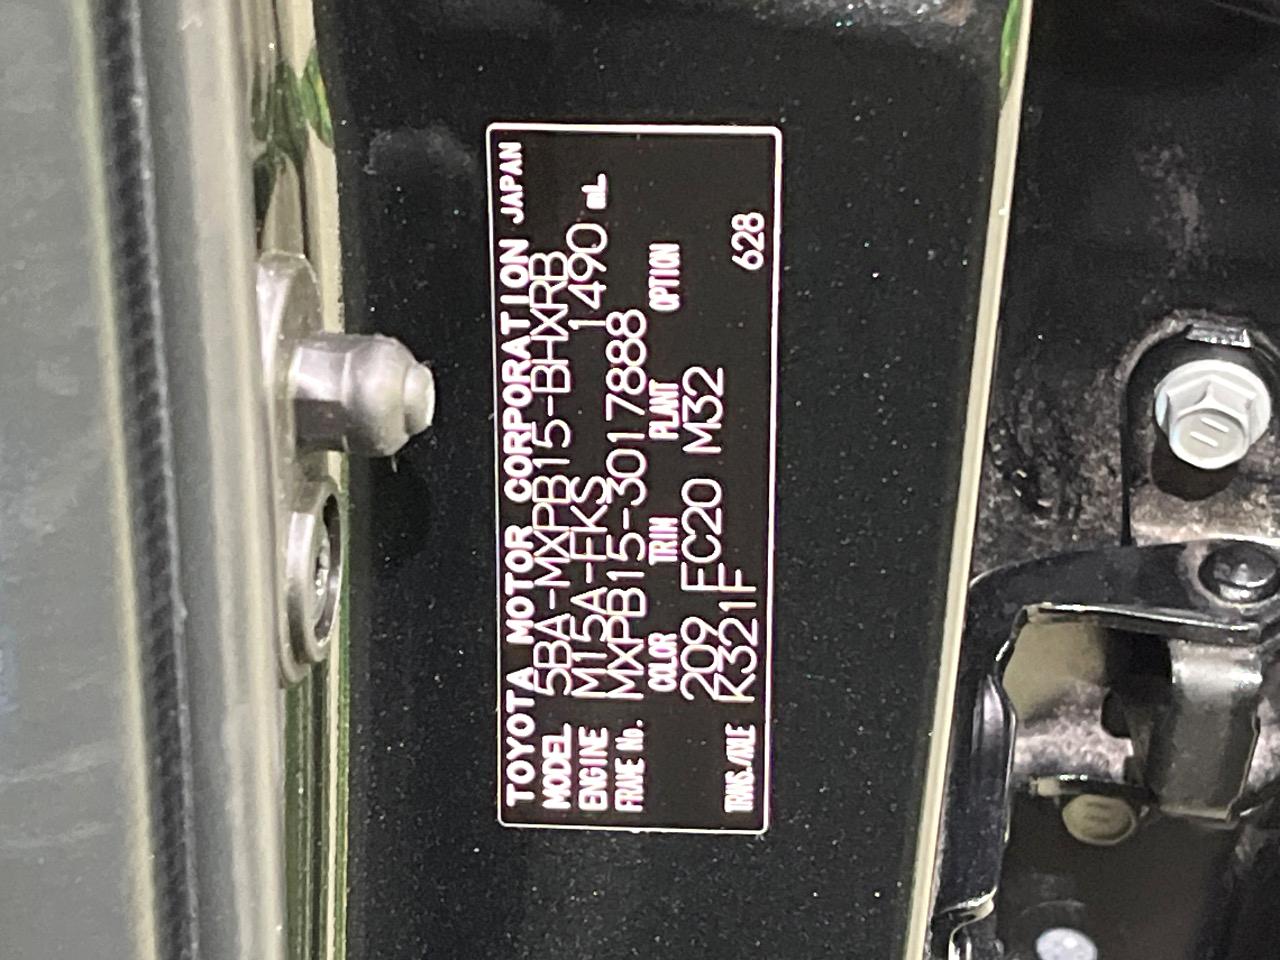 TOYOTA MOTOR CORPORATION JAPAN
MODEL 5BA-MXPB15-BHXRB
ENGINE M15A-FKS 1490 mL
FRAME No. MXPB15-3017888
COLOR TRIM PLANT OPTION
209 FC20 M32
TRANS./AXLE K321F 628